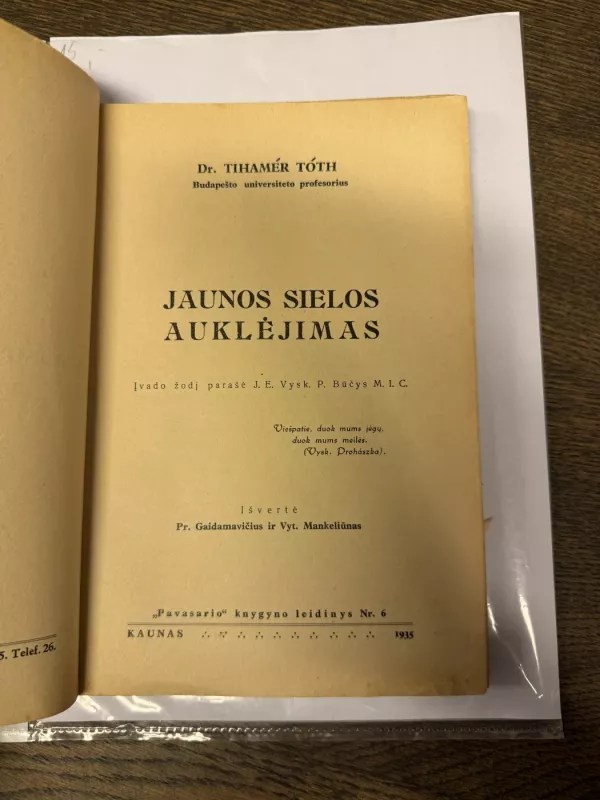 Dr. TIHAMÉR TÓTH
Budapešto universiteto profesorius
JAUNOS SIELOS
AUKLĖJIMAS
Įvado žodį parašė J. E. Vysk. P. Būčys M. I. C.
Viešpatie, duok mums jėgų,
duok mums meilės.
(Vysk. Prohászka).
Išvertė
Pr. Gaidamavičius ir Vyt. Mankeliūnas
„Pavasario“ knygyno leidinys Nr. 6
KAUNAS 1935
5. Telef. 26.